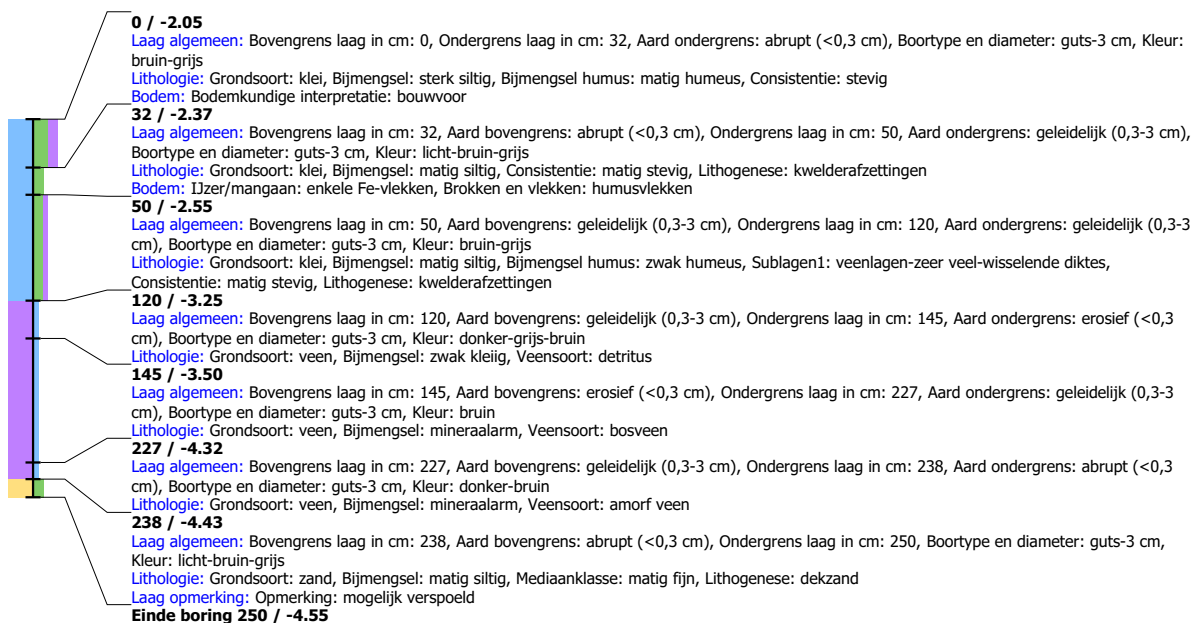 0 / -2.05
Laag algemeen: Bovengrens laag in cm: 0, Ondergrens laag in cm: 32, Aard ondergrens: abrupt (<0,3 cm), Boortype en diameter: guts-3 cm, Kleur:
bruin-grijs
Lithologie: Grondsoort: klei, Bijmengsel: sterk siltig, Bijmengsel humus: matig humeus, Consistentie: stevig
Bodem: Bodemkundige interpretatie: bouwvoor
32 / -2.37
Laag algemeen: Bovengrens laag in cm: 32, Aard bovengrens: abrupt (<0,3 cm), Ondergrens laag in cm: 50, Aard ondergrens: geleidelijk (0,3-3 cm),
Boortype en diameter: guts-3 cm, Kleur: licht-bruin-grijs
Lithologie: Grondsoort: klei, Bijmengsel: matig siltig, Consistentie: matig stevig, Lithogenese: kwelderafzettingen
Bodem: IJzer/mangaan: enkele Fe-vlekken, Brokken en vlekken: humusvlekken
50 / -2.55
Laag algemeen: Bovengrens laag in cm: 50, Aard bovengrens: geleidelijk (0,3-3 cm), Ondergrens laag in cm: 120, Aard ondergrens: geleidelijk (0,3-3
cm), Boortype en diameter: guts-3 cm, Kleur: bruin-grijs
Lithologie: Grondsoort: klei, Bijmengsel: matig siltig, Bijmengsel humus: zwak humeus, Sublagen1: veenlagen-zeer veel-wisselende diktes,
Consistentie: matig stevig, Lithogenese: kwelderafzettingen
120 / -3.25
Laag algemeen: Bovengrens laag in cm: 120, Aard bovengrens: geleidelijk (0,3-3 cm), Ondergrens laag in cm: 145, Aard ondergrens: erosief (<0,3
cm), Boortype en diameter: guts-3 cm, Kleur: donker-grijs-bruin
Lithologie: Grondsoort: veen, Bijmengsel: zwak kleiig, Veensoort: detritus
145 / -3.50
Laag algemeen: Bovengrens laag in cm: 145, Aard bovengrens: erosief (<0,3 cm), Ondergrens laag in cm: 227, Aard ondergrens: geleidelijk (0,3-3
cm), Boortype en diameter: guts-3 cm, Kleur: bruin
Lithologie: Grondsoort: veen, Bijmengsel: mineraalarm, Veensoort: bosveen
227 / -4.32
Laag algemeen: Bovengrens laag in cm: 227, Aard bovengrens: geleidelijk (0,3-3 cm), Ondergrens laag in cm: 238, Aard ondergrens: abrupt (<0,3
cm), Boortype en diameter: guts-3 cm, Kleur: donker-bruin
Lithologie: Grondsoort: veen, Bijmengsel: mineraalarm, Veensoort: amorf veen
238 / -4.43
Laag algemeen: Bovengrens laag in cm: 238, Aard bovengrens: abrupt (<0,3 cm), Ondergrens laag in cm: 250, Boortype en diameter: guts-3 cm,
Kleur: licht-bruin-grijs
Lithologie: Grondsoort: zand, Bijmengsel: matig siltig, Mediaanklasse: matig fijn, Lithogenese: dekzand
Laag opmerking: Opmerking: mogelijk verspoeld
Einde boring 250 / -4.55